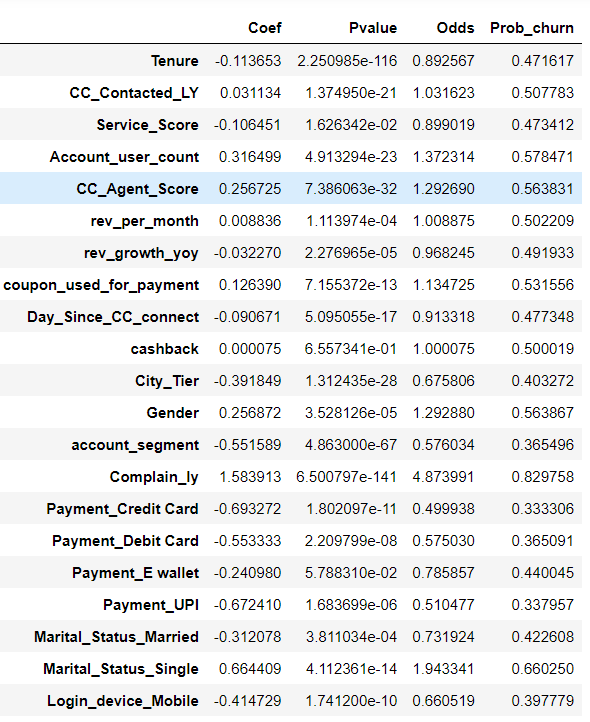 Coef Pvalue Odds Prob_churn
Tenure -0.113653 2.250985e-116 0.892567 0.471617
CC_Contacted_LY 0.031134 1.374950e-21 1.031623 0.507783
Service_Score -0.106451 1.626342e-02 0.899019 0.473412
Account_user_count 0.316499 4.913294e-23 1.372314 0.578471
CC_Agent_Score 0.256725 7.386063e-32 1.292690 0.563831
rev_per_month 0.008836 1.113974e-04 1.008875 0.502209
rev_growth_yoy -0.032270 2.276965e-05 0.968245 0.491933
coupon_used_for_payment 0.126390 7.155372e-13 1.134725 0.531556
Day_Since_CC_connect -0.090671 5.095055e-17 0.913318 0.477348
cashback 0.000075 6.557341e-01 1.000075 0.500019
City_Tier -0.391849 1.312435e-28 0.675806 0.403272
Gender 0.256872 3.528126e-05 1.292880 0.563867
account_segment -0.551589 4.863000e-67 0.576034 0.365496
Complain_ly 1.583913 6.500797e-141 4.873991 0.829758
Payment_Credit Card -0.693272 1.802097e-11 0.499938 0.333306
Payment_Debit Card -0.553333 2.209799e-08 0.575030 0.365091
Payment_E wallet -0.240980 5.788310e-02 0.785857 0.440045
Payment_UPI -0.672410 1.683699e-06 0.510477 0.337957
Marital_Status_Married -0.312078 3.811034e-04 0.731924 0.422608
Marital_Status_Single 0.664409 4.112361e-14 1.943341 0.660250
Login_device_Mobile -0.414729 1.741200e-10 0.660519 0.397779